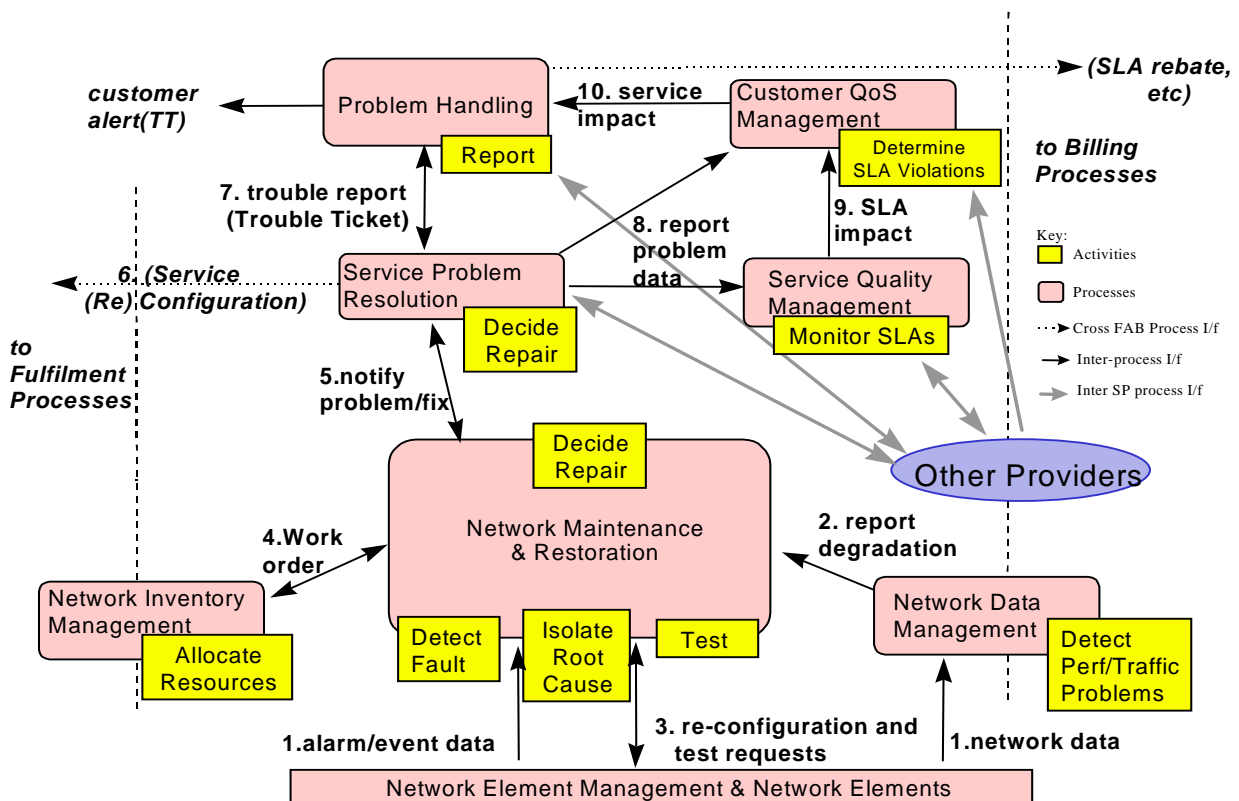 customer
alert(TT)
Problem Handling
Report
10. service
impact
Customer QoS
Management
Determine
SLA Violations
(SLA rebate,
etc)
to Billing
Processes
7. trouble report
(Trouble Ticket)
8. report
problem
data
9. SLA
impact
Key:
Activities
Processes
Cross FAB Process I/f
Inter-process I/f
Inter SP process I/f
6. (Service
(Re) Configuration)
Service Problem
Resolution
Decide
Repair
Service Quality
Management
Monitor SLAs
to
Fulfilment
Processes
5.notify
problem/fix
Decide
Repair
Other Providers
Network Maintenance
& Restoration
4.Work
order
2. report
degradation
Network Inventory
Management
Allocate
Resources
Detect
Fault
Isolate
Root
Cause
Test
Network Data
Management
Detect
Perf/Traffic
Problems
1.alarm/event data
3. re-configuration and
test requests
1.network data
Network Element Management & Network Elements